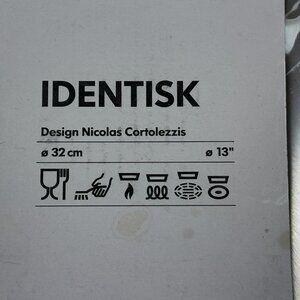 IDENTISK
Design Nicolas Cortolezzis
ø 32 cm ø 13"